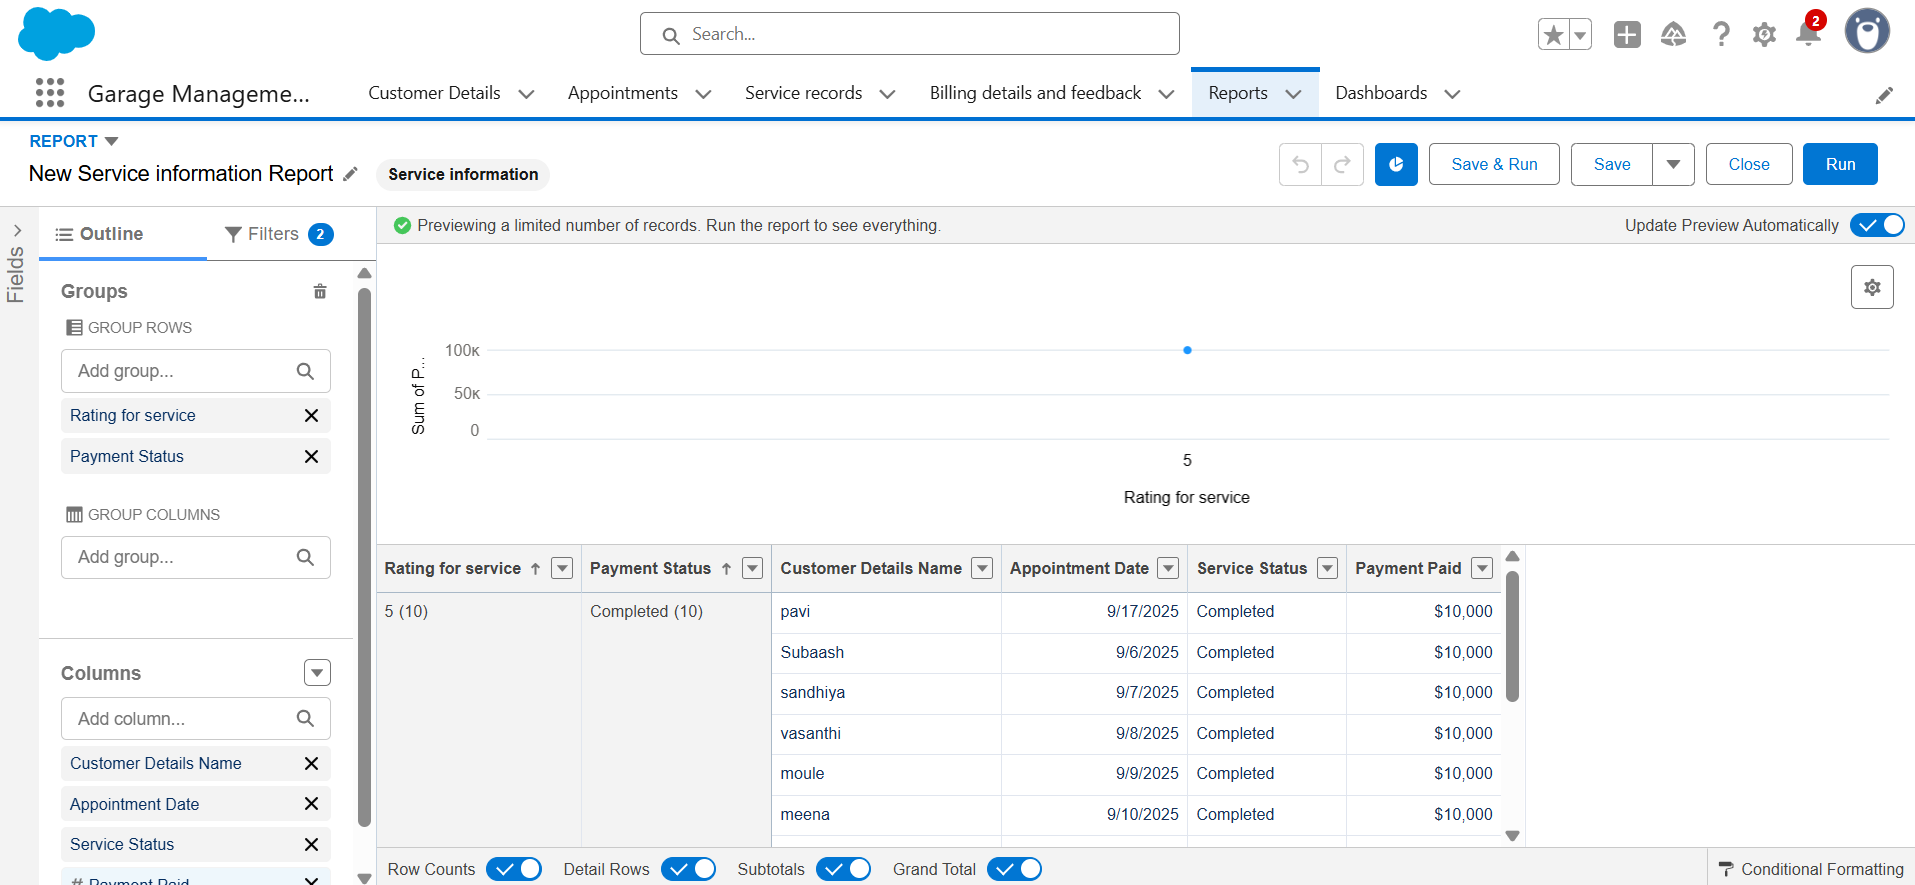 Search...
2
Garage Manageme...
Customer Details
Appointments
Service records
Billing details and feedback
Reports
Dashboards
REPORT
New Service information Report
Service information
Save & Run
Save
Close
Run
Fields
Outline
Filters 2
Previewing a limited number of records. Run the report to see everything.
Update Preview Automatically
Groups
GROUP ROWS
Add group...
Rating for service
Payment Status
GROUP COLUMNS
Add group...
Columns
Add column...
Customer Details Name
Appointment Date
Service Status
# Payment Paid
Sum of P...
100K
50K
0
5
Rating for service
Rating for service Payment Status Customer Details Name Appointment Date Service Status Payment Paid
5 (10) Completed (10) pavi 9/17/2025 Completed $10,000
Subaash 9/6/2025 Completed $10,000
sandhiya 9/7/2025 Completed $10,000
vasanthi 9/8/2025 Completed $10,000
moule 9/9/2025 Completed $10,000
meena 9/10/2025 Completed $10,000
Row Counts
Detail Rows
Subtotals
Grand Total
Conditional Formatting